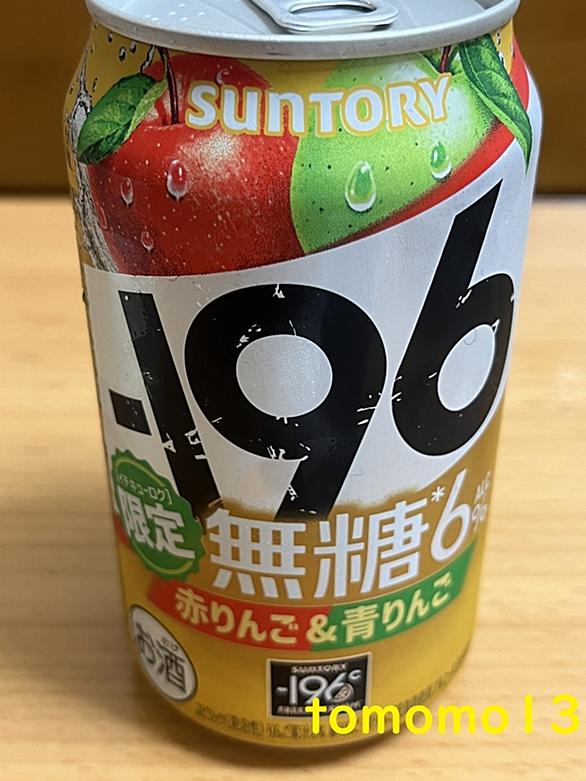 SUNTORY
-196
[イチキューログ]
限定
無糖*6
ALC.
%
赤りんご&青りんご
お酒
SUNTORY
-196℃
tomomo13